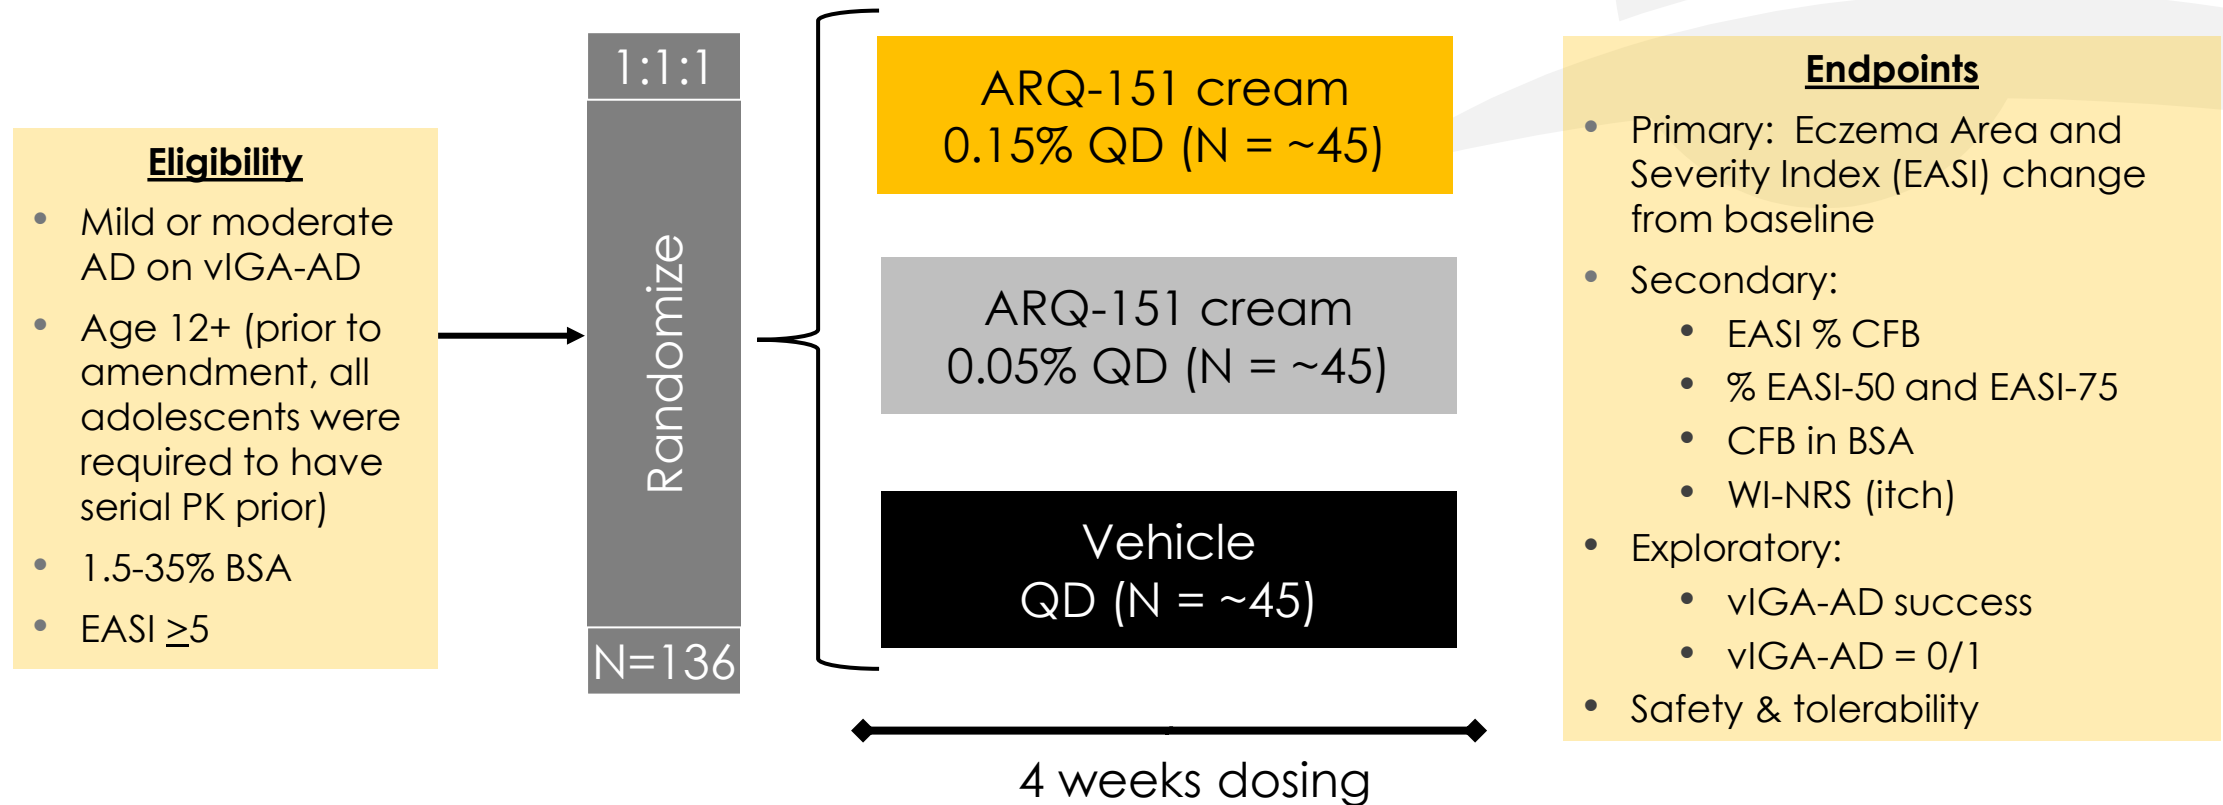 Eligibility
• Mild or moderate
AD on vIGA-AD
• Age 12+ (prior to
amendment, all
adolescents were
required to have
serial PK prior)
• 1.5-35% BSA
• EASI ≥5
1:1:1
Randomize
N=136
ARQ-151 cream
0.15% QD (N = ~45)
ARQ-151 cream
0.05% QD (N = ~45)
Vehicle
QD (N = ~45)
4 weeks dosing
Endpoints
• Primary: Eczema Area and
Severity Index (EASI) change
from baseline
• Secondary:
• EASI % CFB
• % EASI-50 and EASI-75
• CFB in BSA
• WI-NRS (itch)
• Exploratory:
• vIGA-AD success
• vIGA-AD = 0/1
• Safety & tolerability